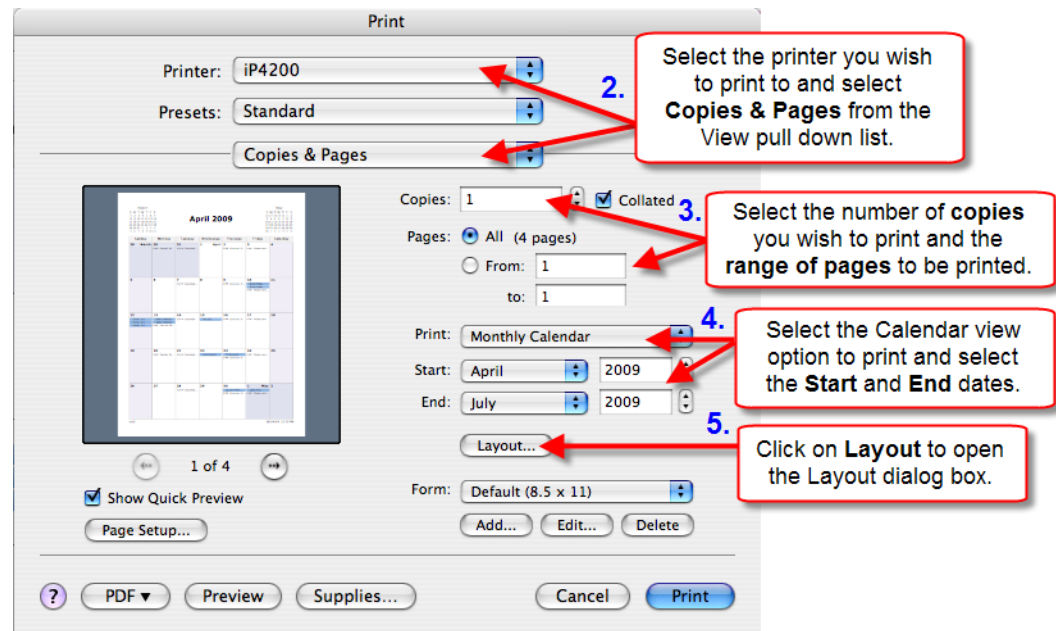 Print
Printer: iP4200
Presets: Standard
Copies & Pages
2.
Select the printer you wish
to print to and select
Copies & Pages from the
View pull down list.
April 2009
Copies: 1 Collated
Pages: All (4 pages)
From: 1
to: 1
3.
Select the number of copies
you wish to print and the
range of pages to be printed.
Print: Monthly Calendar
Start: April 2009
End: July 2009
4.
Select the Calendar view
option to print and select
the Start and End dates.
Layout...
5.
Click on Layout to open
the Layout dialog box.
1 of 4
Show Quick Preview
Page Setup...
Form: Default (8.5 x 11)
Add... Edit... Delete
? PDF Preview Supplies... Cancel Print